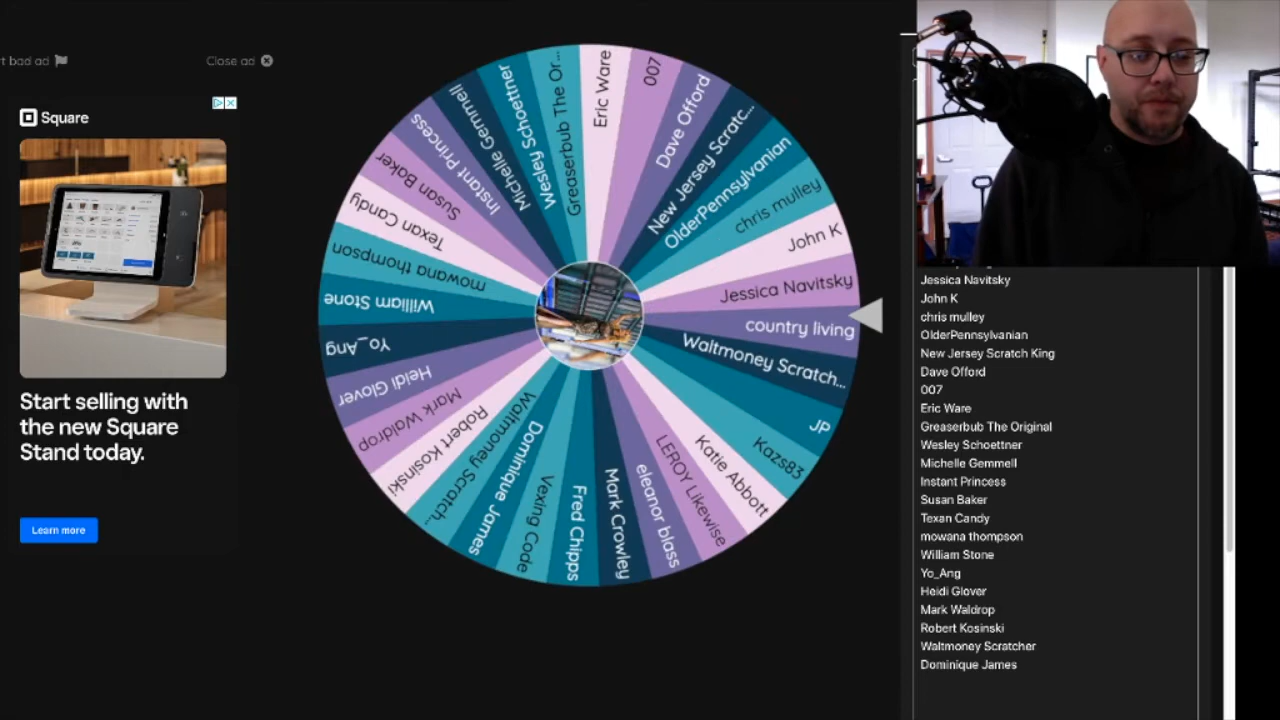 t bad ad
Close ad
Square
Start selling with
the new Square
Stand today.
Learn more
Eric Ware
007
Dave Offord
New Jersey Scratc...
OlderPennsylvanian
chris mulley
John K
Jessica Navitsky
country living
Waltmoney Scratch...
JP
Kazs83
Katie Abbott
LEROY Likewise
eleanor blass
Mark Crowley
Fred Chipps
Vexing Code
Dominique James
Waltmoney Scratch...
Robert Kosinski
Mark Waldrop
Heidi Glover
Yo_Ang
William Stone
mowana thompson
Texan Candy
Susan Baker
Instant Princess
Michelle Gemmell
Wesley Schoettner
Greaserbub The Or...
Jessica Navitsky
John K
chris mulley
OlderPennsylvanian
New Jersey Scratch King
Dave Offord
007
Eric Ware
Greaserbub The Original
Wesley Schoettner
Michelle Gemmell
Instant Princess
Susan Baker
Texan Candy
mowana thompson
William Stone
Yo_Ang
Heidi Glover
Mark Waldrop
Robert Kosinski
Waltmoney Scratcher
Dominique James